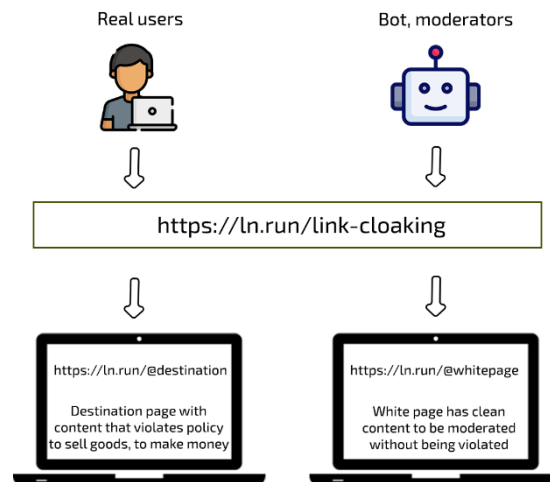 Real users
Bot, moderators
https://ln.run/link-cloaking
https://ln.run/@destination
Destination page with
content that violates policy
to sell goods, to make money
https://ln.run/@whitepage
White page has clean
content to be moderated
without being violated